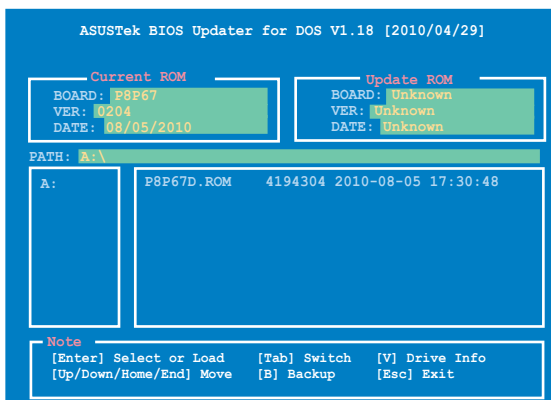 ASUSTek BIOS Updater for DOS V1.18 [2010/04/29]
Current ROM
BOARD: P8P67
VER: 0204
DATE: 08/05/2010
Update ROM
BOARD: Unknown
VER: Unknown
DATE: Unknown
PATH: A:\
A:
P8P67D.ROM 4194304 2010-08-05 17:30:48
Note
[Enter] Select or Load [Tab] Switch [V] Drive Info
[Up/Down/Home/End] Move [B] Backup [Esc] Exit